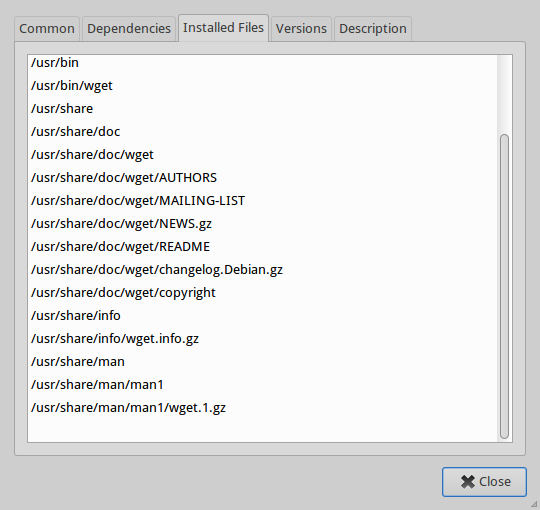 Common Dependencies Installed Files Versions Description
/usr/bin
/usr/bin/wget
/usr/share
/usr/share/doc
/usr/share/doc/wget
/usr/share/doc/wget/AUTHORS
/usr/share/doc/wget/MAILING-LIST
/usr/share/doc/wget/NEWS.gz
/usr/share/doc/wget/README
/usr/share/doc/wget/changelog.Debian.gz
/usr/share/doc/wget/copyright
/usr/share/info
/usr/share/info/wget.info.gz
/usr/share/man
/usr/share/man/man1
/usr/share/man/man1/wget.1.gz
Close